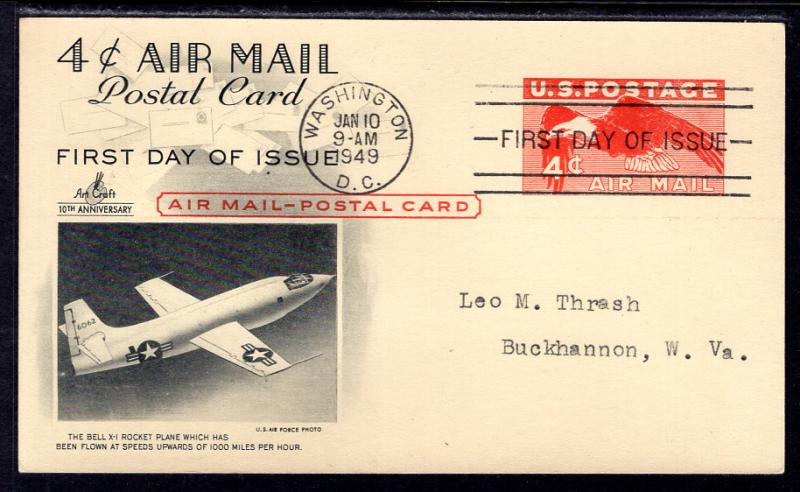 4¢ AIR MAIL
Postal Card
FIRST DAY OF ISSUE
Art Craft
10TH ANNIVERSARY
WASHINGTON
JAN 10
9-AM
1949
D.C.
U.S. POSTAGE
FIRST DAY OF ISSUE
4¢
AIR MAIL
AIR MAIL-POSTAL CARD
6062
Leo M. Thrash
Buckhannon, W. Va.
U.S. AIR FORCE PHOTO
THE BELL X-1 ROCKET PLANE WHICH HAS
BEEN FLOWN AT SPEEDS UPWARDS OF 1000 MILES PER HOUR.